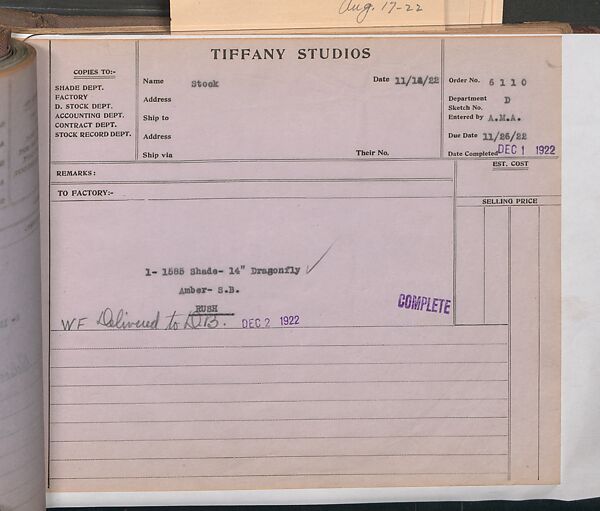 Aug. 17-22
TIFFANY STUDIOS
COPIES TO:-
SHADE DEPT.
FACTORY
D. STOCK DEPT.
ACCOUNTING DEPT.
CONTRACT DEPT.
STOCK RECORD DEPT.
Name Stock Date 11/18/22
Address
Ship to
Address
Ship via Their No.
Order No. 6110
Department D
Sketch No.
Entered by A.M.A.
Due Date 11/26/22
Date Completed DEC 1 1922
REMARKS:
EST. COST
TO FACTORY:-
SELLING PRICE
1- 1585 Shade- 14" Dragonfly ✓
Amber- S.B.
RUSH
COMPLETE
WF Delivered to D.B. DEC 2 1922